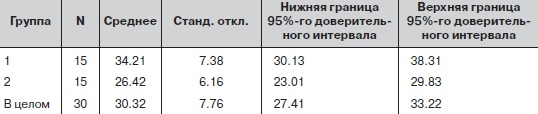 Группа N Среднее Станд. откл. Нижняя граница 95%-го доверитель-ного интервала Верхняя граница 95%-го доверитель-ного интервала
1 15 34.21 7.38 30.13 38.31
2 15 26.42 6.16 23.01 29.83
В целом 30 30.32 7.76 27.41 33.22